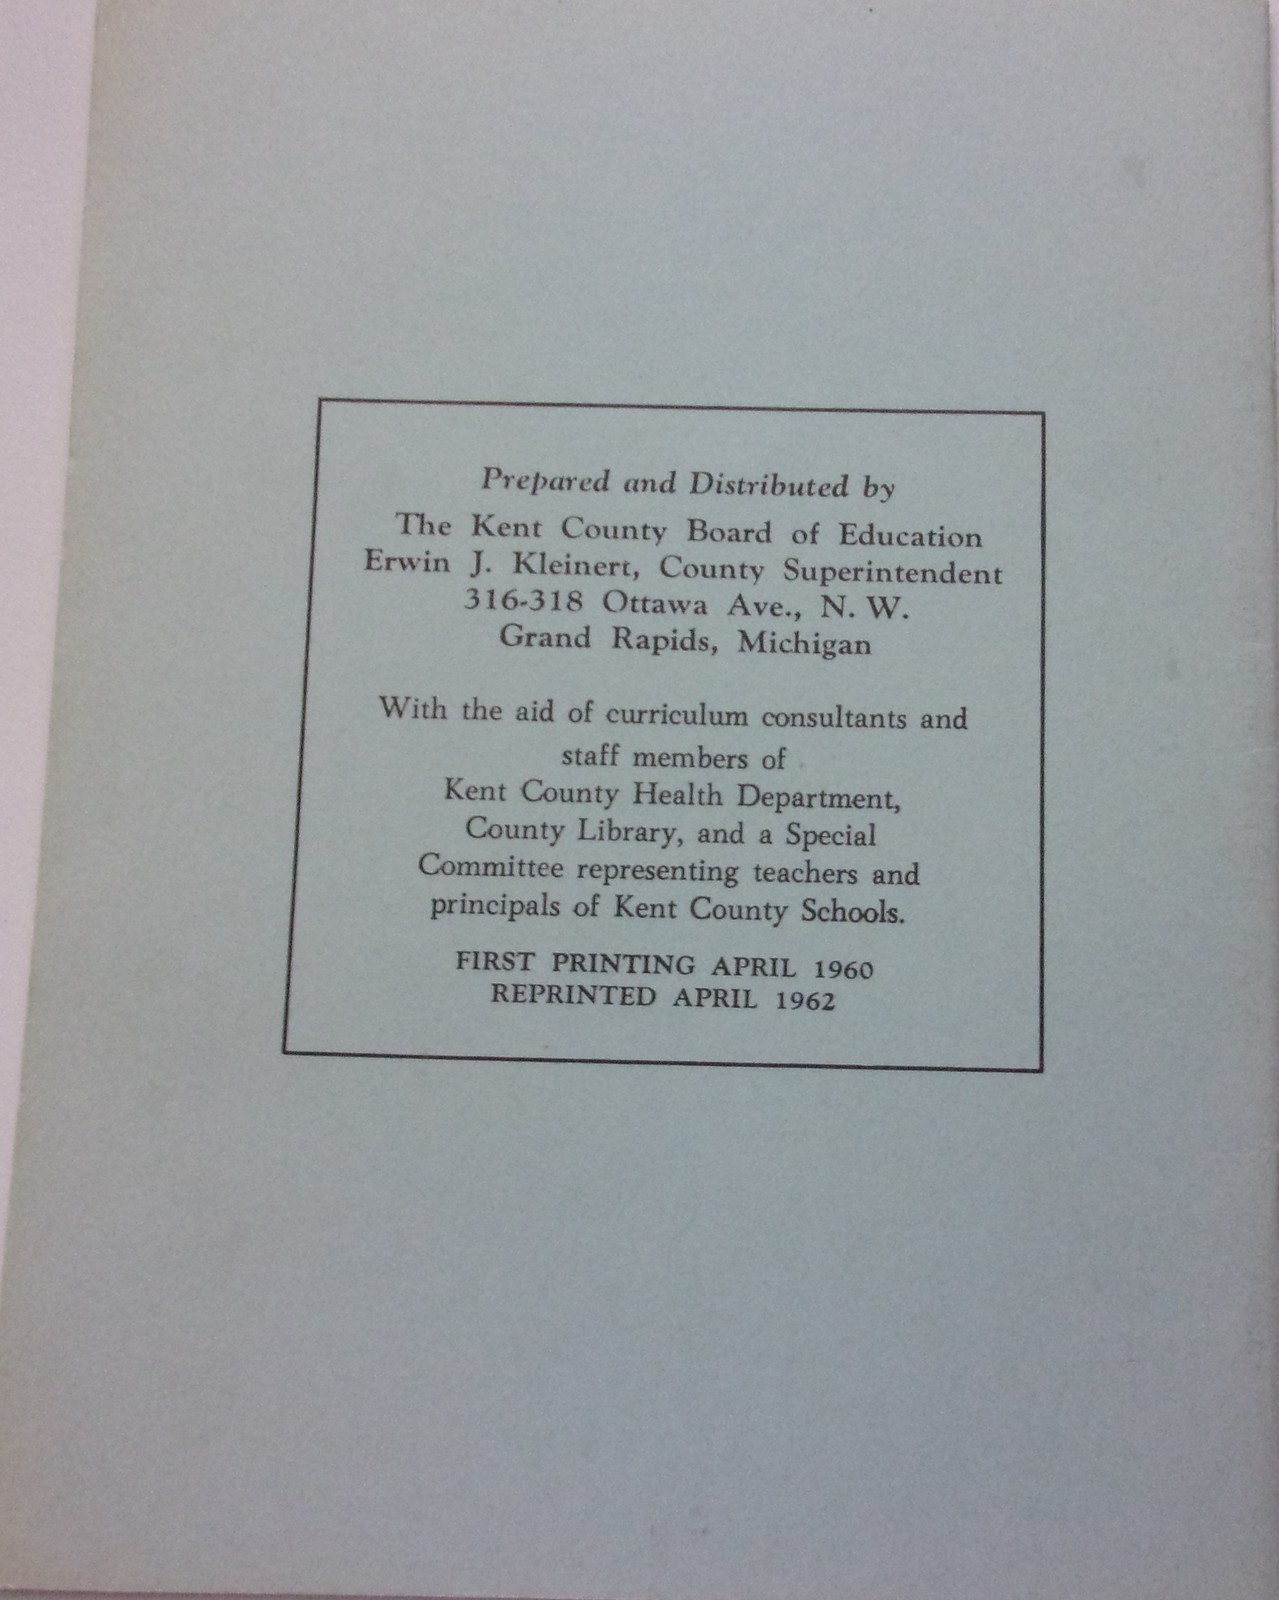 Prepared and Distributed by
The Kent County Board of Education
Erwin J. Kleinert, County Superintendent
316-318 Ottawa Ave., N. W.
Grand Rapids, Michigan
With the aid of curriculum consultants and
staff members of
Kent County Health Department,
County Library, and a Special
Committee representing teachers and
principals of Kent County Schools.
FIRST PRINTING APRIL 1960
REPRINTED APRIL 1962